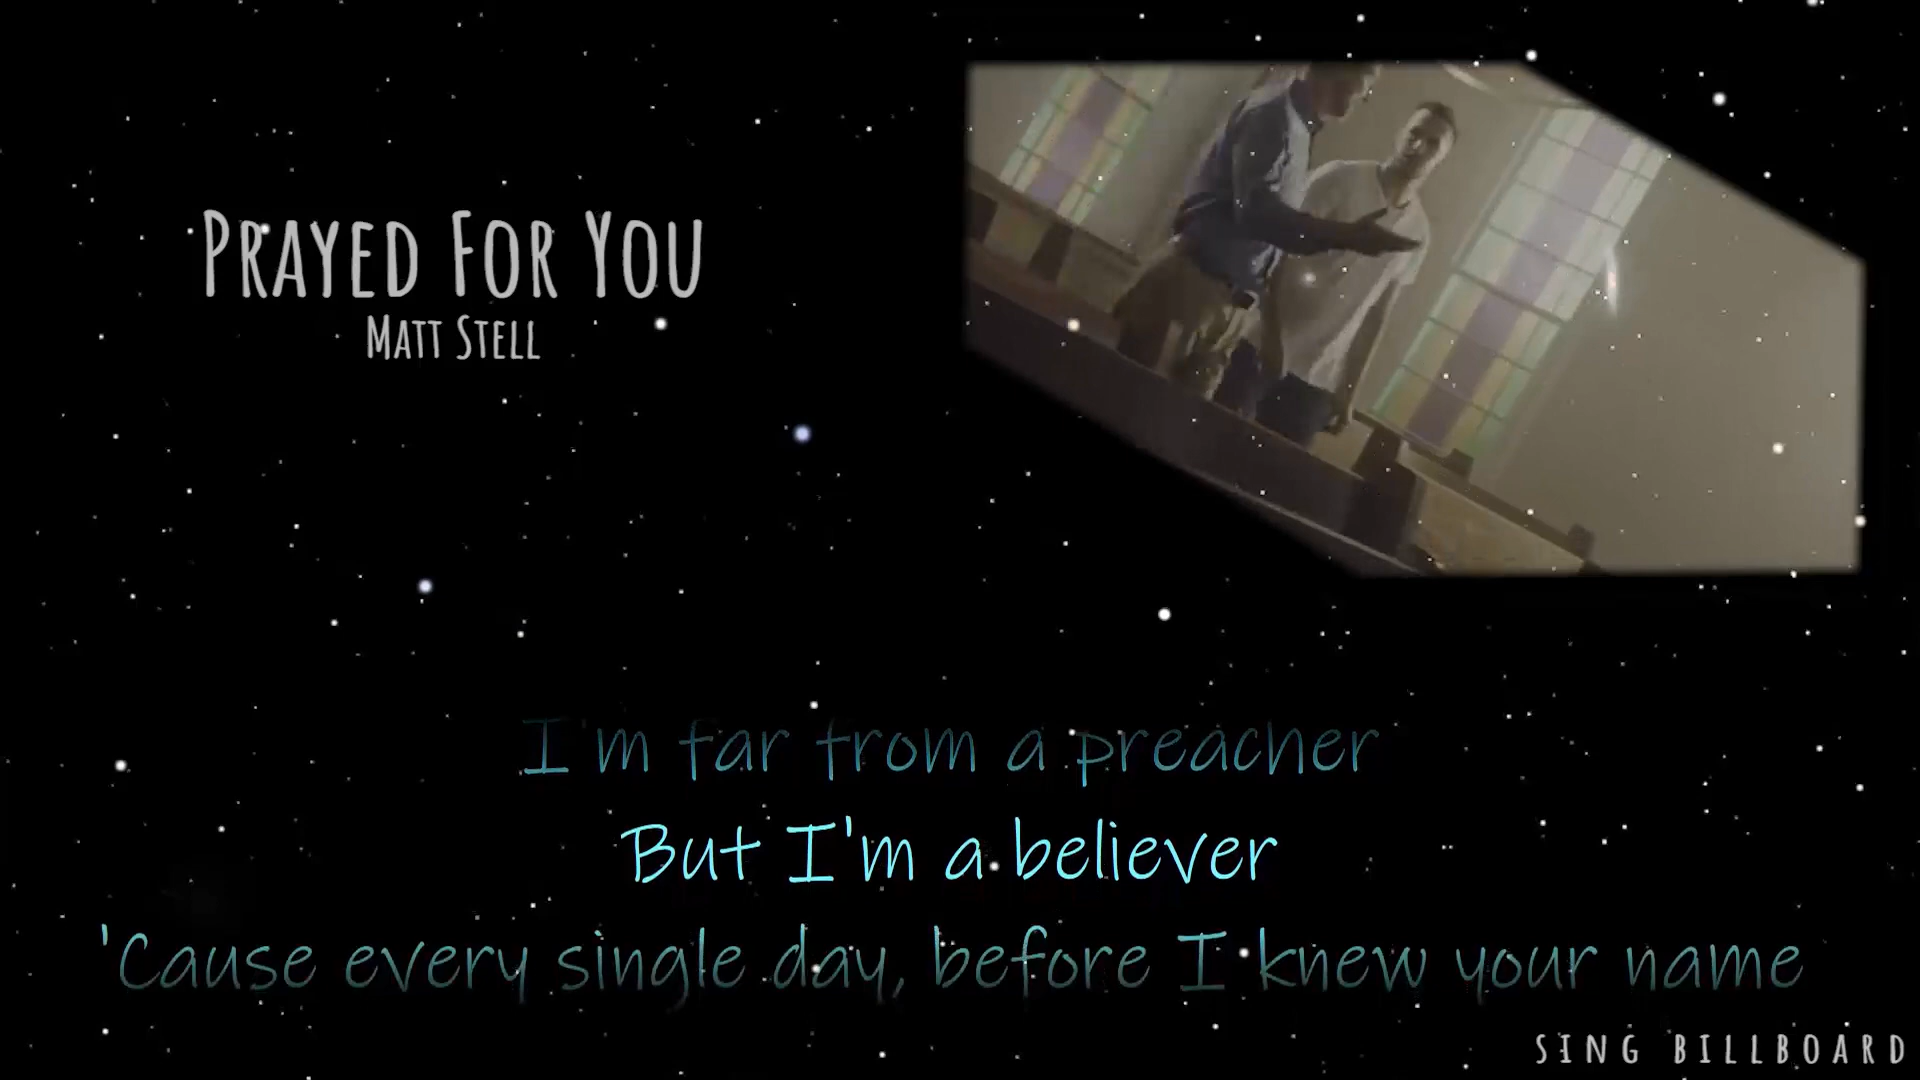 Prayed For You
Matt Stell
I'm far from a preacher
But I'm a believer
'Cause every single day, before I knew your name
SING BILLBOARD